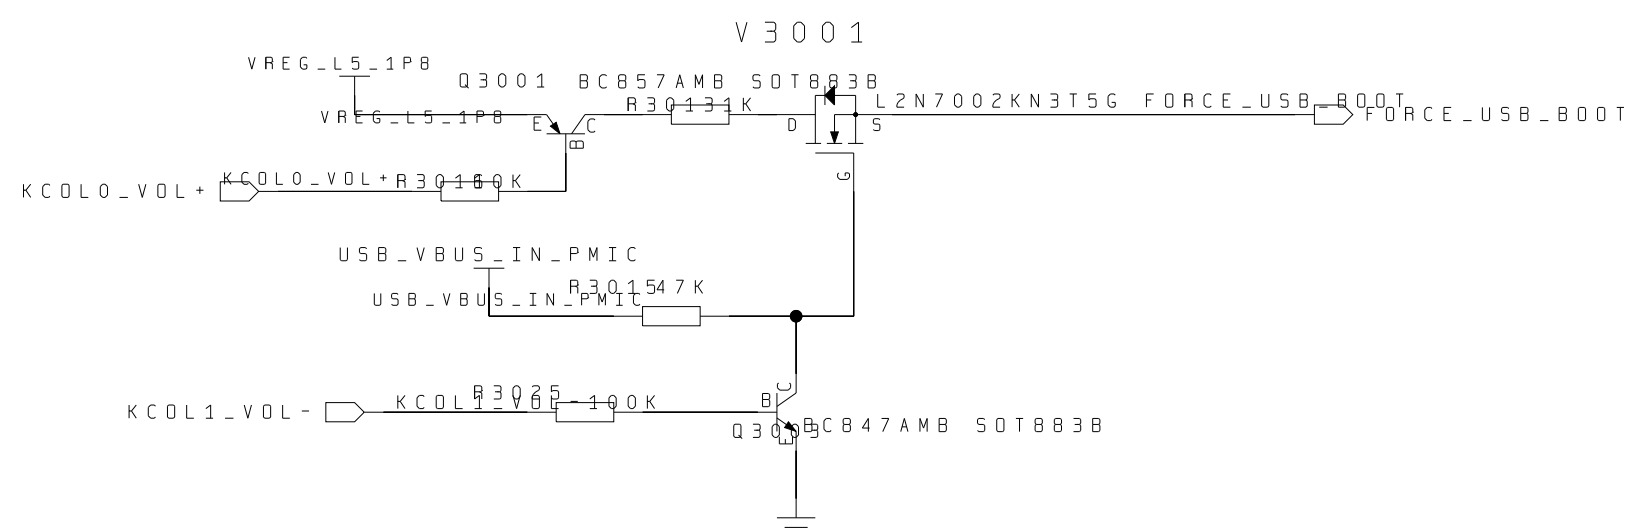 V3001
VREG_L5_1P8
Q3001 BC857AMB SOT883B
R3013 1K
L2N7002KN3T5G FORCE_USB_BOOT
VREG_L5_1P8
E
C
B
D
S
G
FORCE_USB_BOOT
KCOL0_VOL+
KCOL0_VOL+
USB_VBUS_IN_PMIC
R3015 47K
USB_VBUS_IN_PMIC
R3025
KCOL1_VOL-
KCOL1_VOL-
100K
B
C
E
Q3003
BC847AMB SOT883B